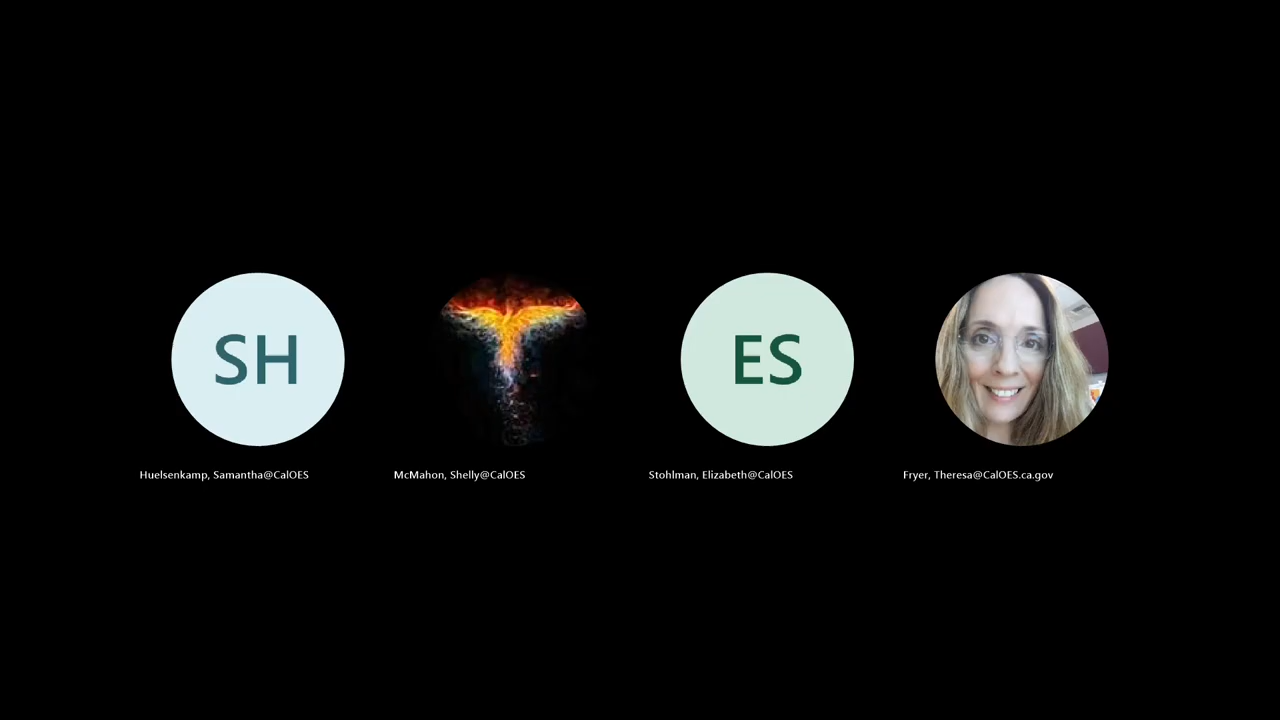 SH
ES
Huelsenkamp, Samantha@CalOES
McMahon, Shelly@CalOES
Stohlman, Elizabeth@CalOES
Fryer, Theresa@CalOES.ca.gov